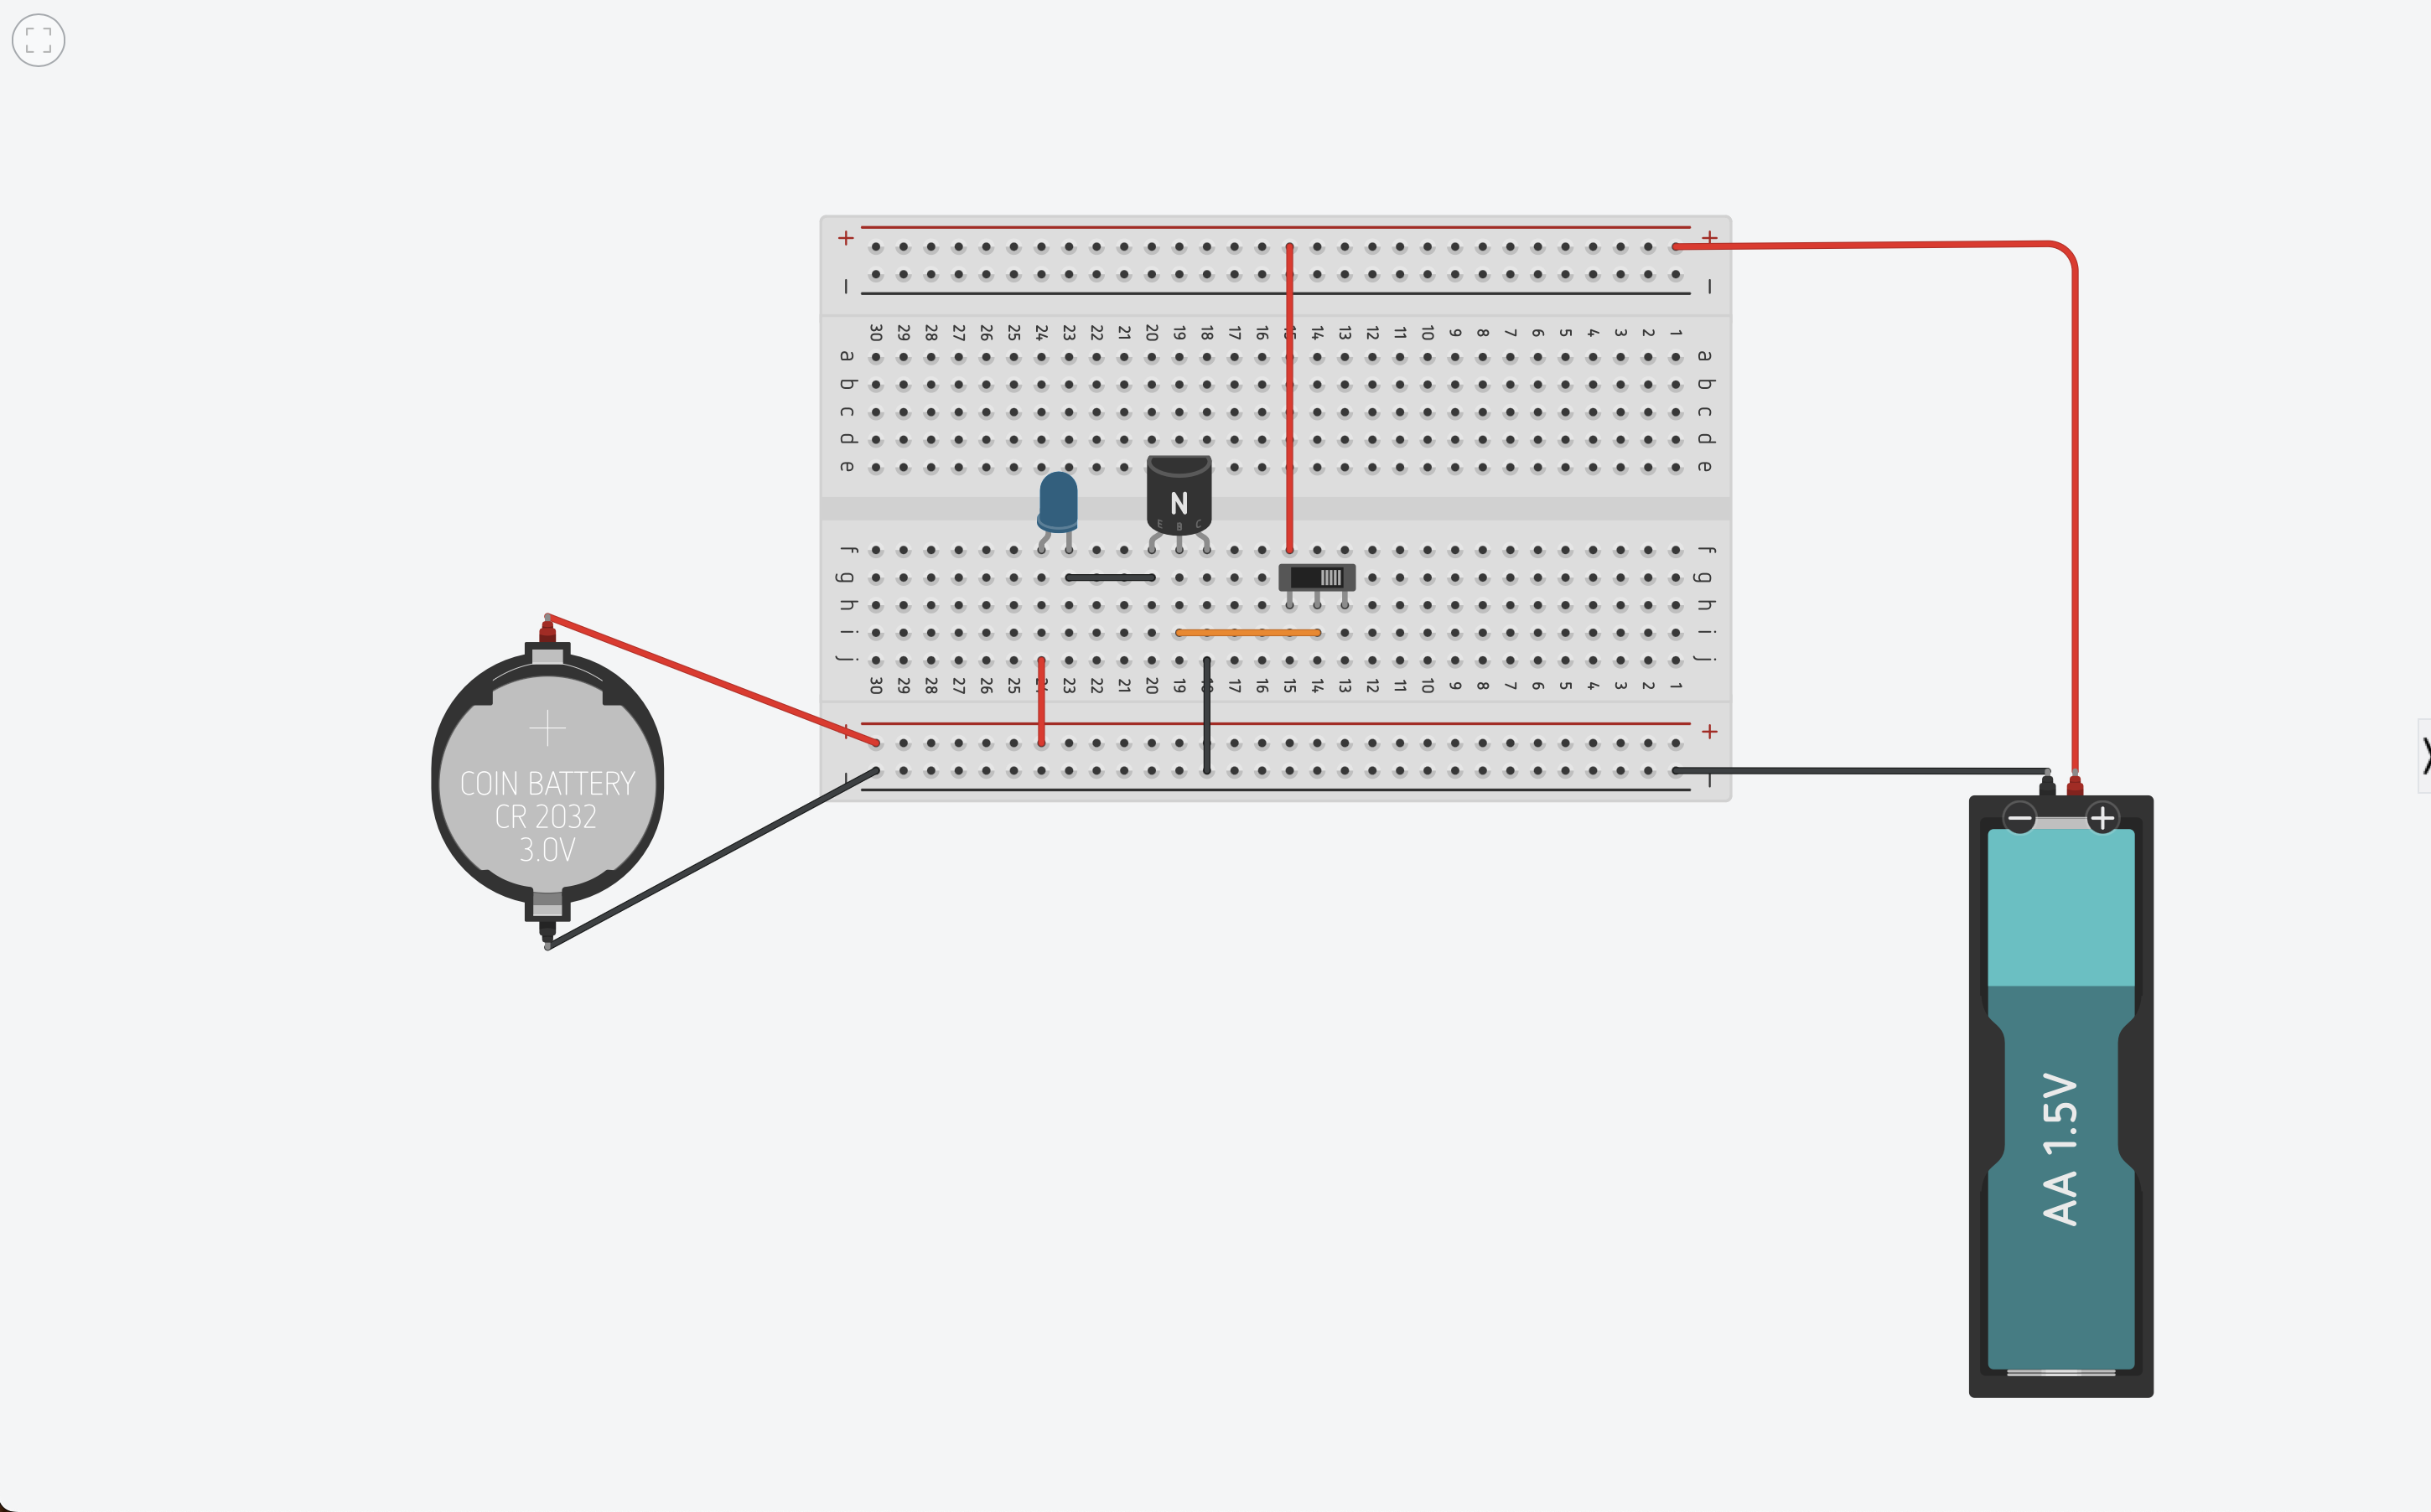 + +
− −
30 29 28 27 26 25 24 23 22 21 20 19 18 17 16 15 14 13 12 11 10 9 8 7 6 5 4 3 2 1
a a
b b
c c
d d
e e
N
E B C
f f
g g
h h
i i
j j
30 29 28 27 26 25 24 23 22 21 20 19 18 17 16 15 14 13 12 11 10 9 8 7 6 5 4 3 2 1
+ +
− −
COIN BATTERY
CR 2032
3.0V
− +
AA 1.5V